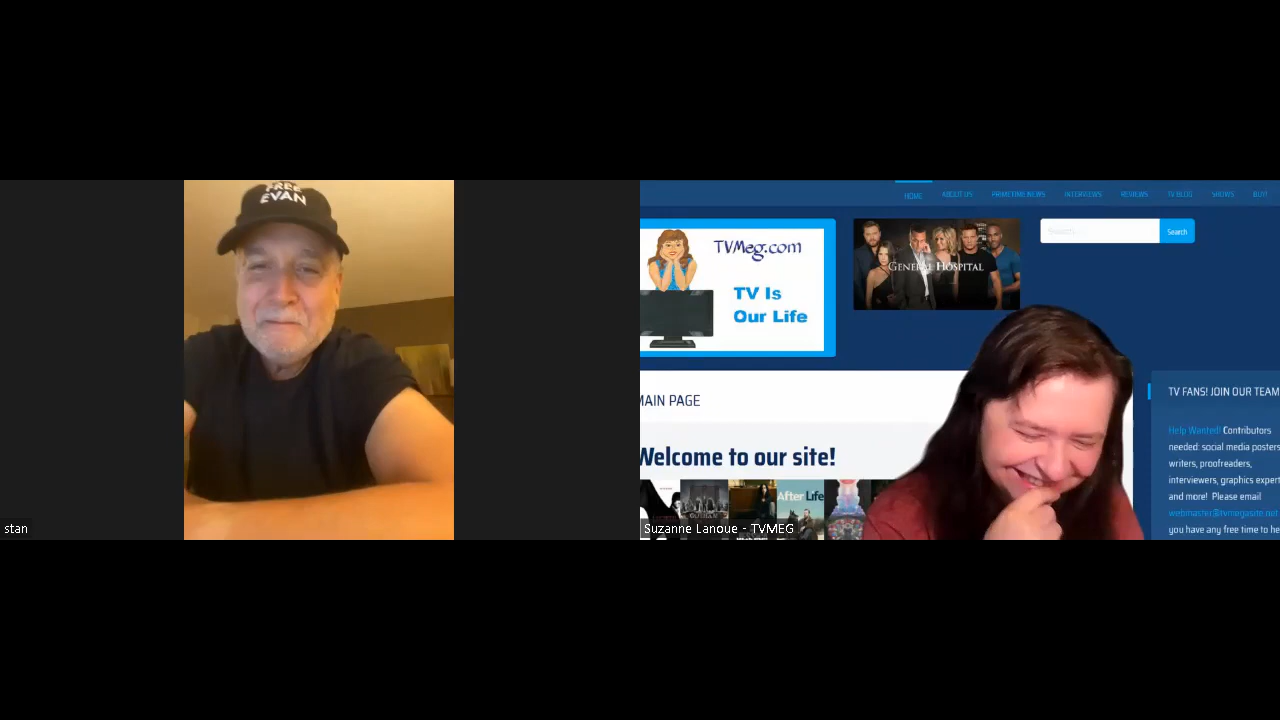 FREE
EVAN
stan
HOME ABOUT US PRIMETIME NEWS INTERVIEWS REVIEWS TV BLOG SHOWS BUY!
TVMeg.com
TV Is
Our Life
GENERAL HOSPITAL
Search... Search
MAIN PAGE
Welcome to our site!
GOTHAM
After Life
TV FANS! JOIN OUR TEAM
Help Wanted! Contributors
needed: social media posters
writers, proofreaders,
interviewers, graphics expert
and more! Please email
webmaster@tvmegasite.net
you have any free time to he
Suzanne Lanoue - TVMEG